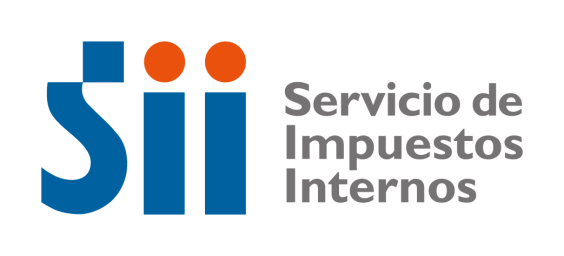 Sii
Servicio de
Impuestos
Internos